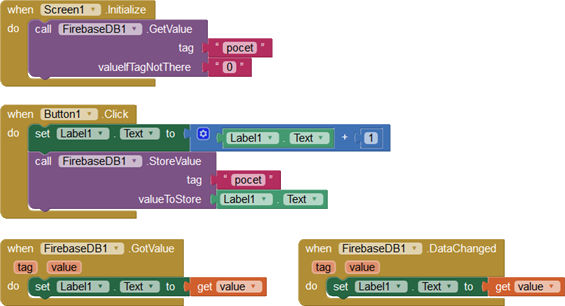 when Screen1 .Initialize
do call FirebaseDB1 .GetValue
tag " pocet "
valueIfTagNotThere " 0 "
when Button1 .Click
do set Label1 . Text to Label1 . Text + 1
call FirebaseDB1 .StoreValue
tag " pocet "
valueToStore Label1 . Text
when FirebaseDB1 .GotValue
tag value
do set Label1 . Text to get value
when FirebaseDB1 .DataChanged
tag value
do set Label1 . Text to get value